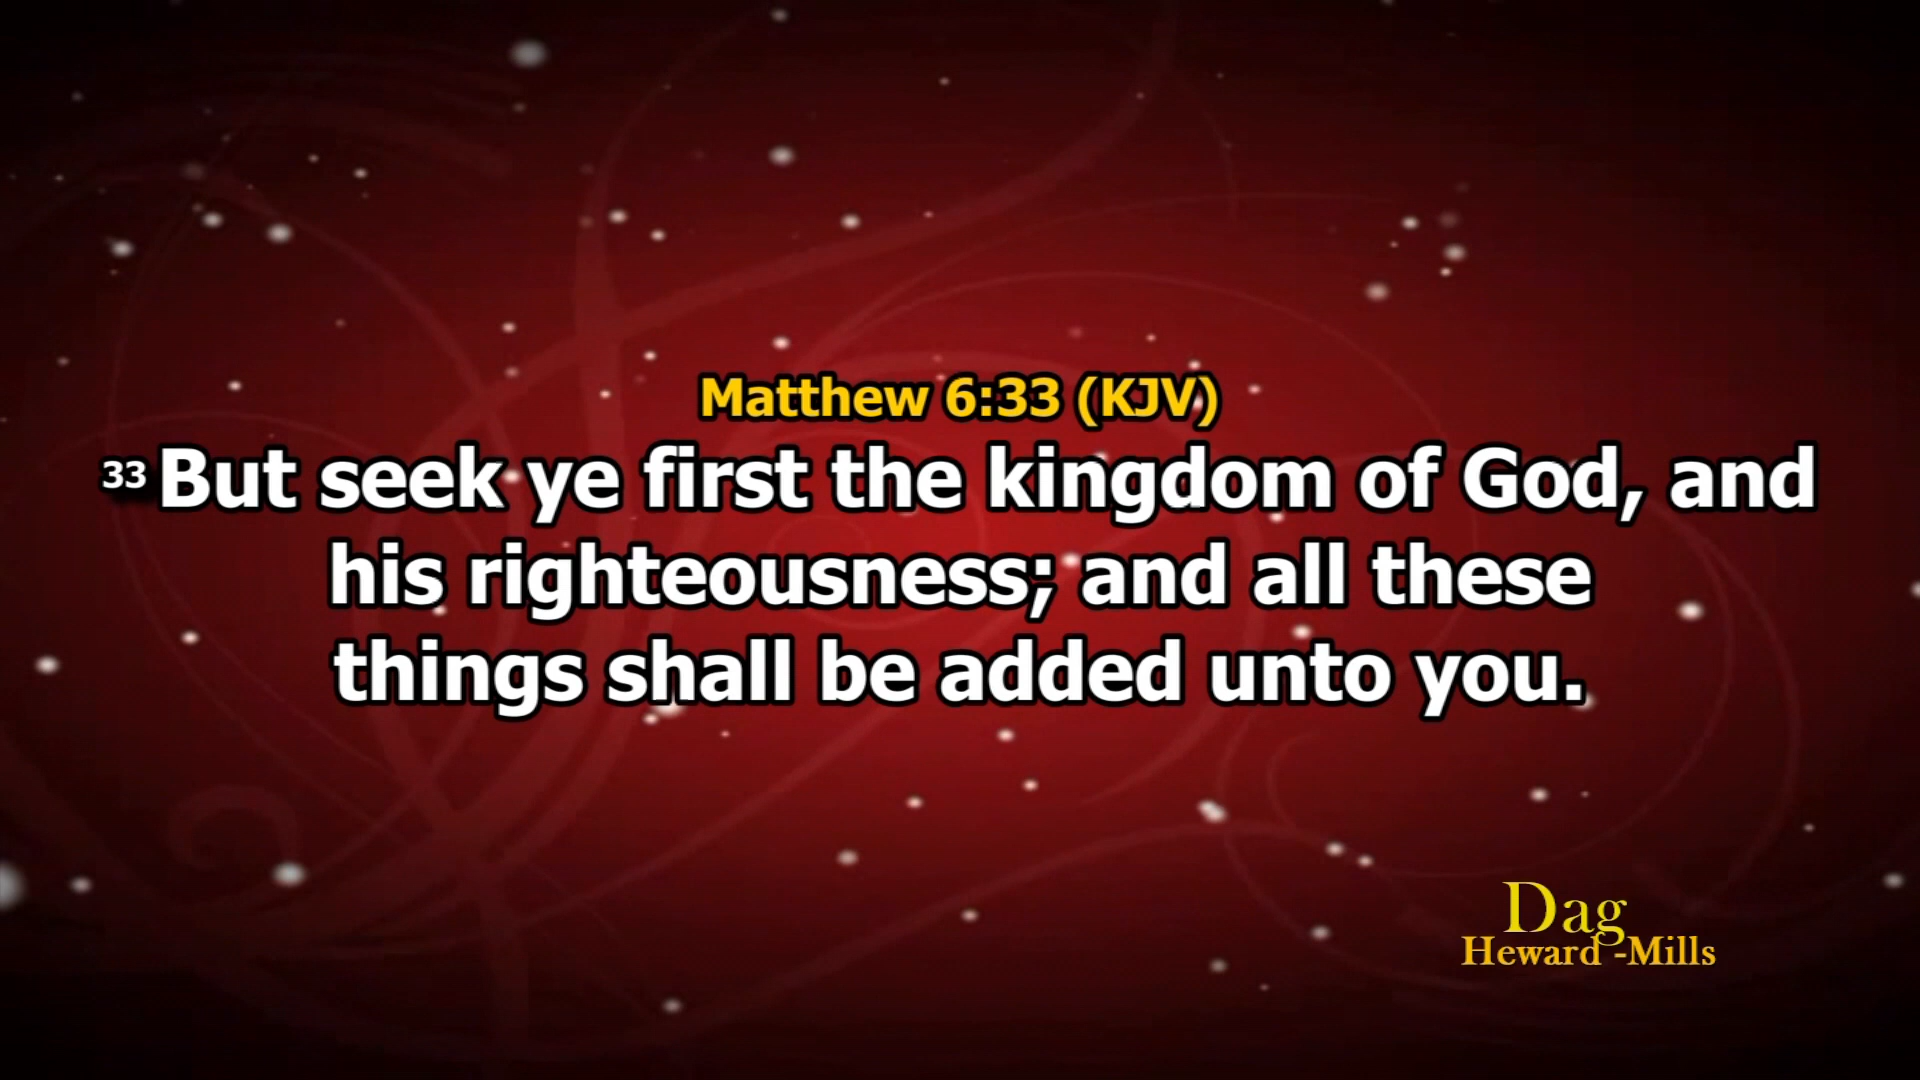 Matthew 6:33 (KJV)
33 But seek ye first the kingdom of God, and
his righteousness; and all these
things shall be added unto you.
Dag
Heward -Mills